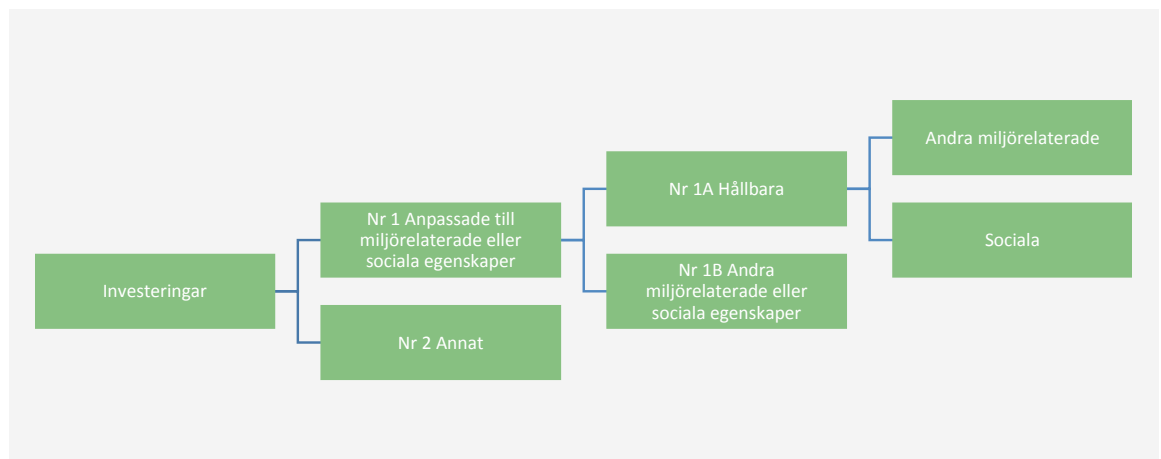 Investeringar
Nr 1 Anpassade till
miljörelaterade eller
sociala egenskaper
Nr 2 Annat
Nr 1A Hållbara
Nr 1B Andra
miljörelaterade eller
sociala egenskaper
Andra miljörelaterade
Sociala